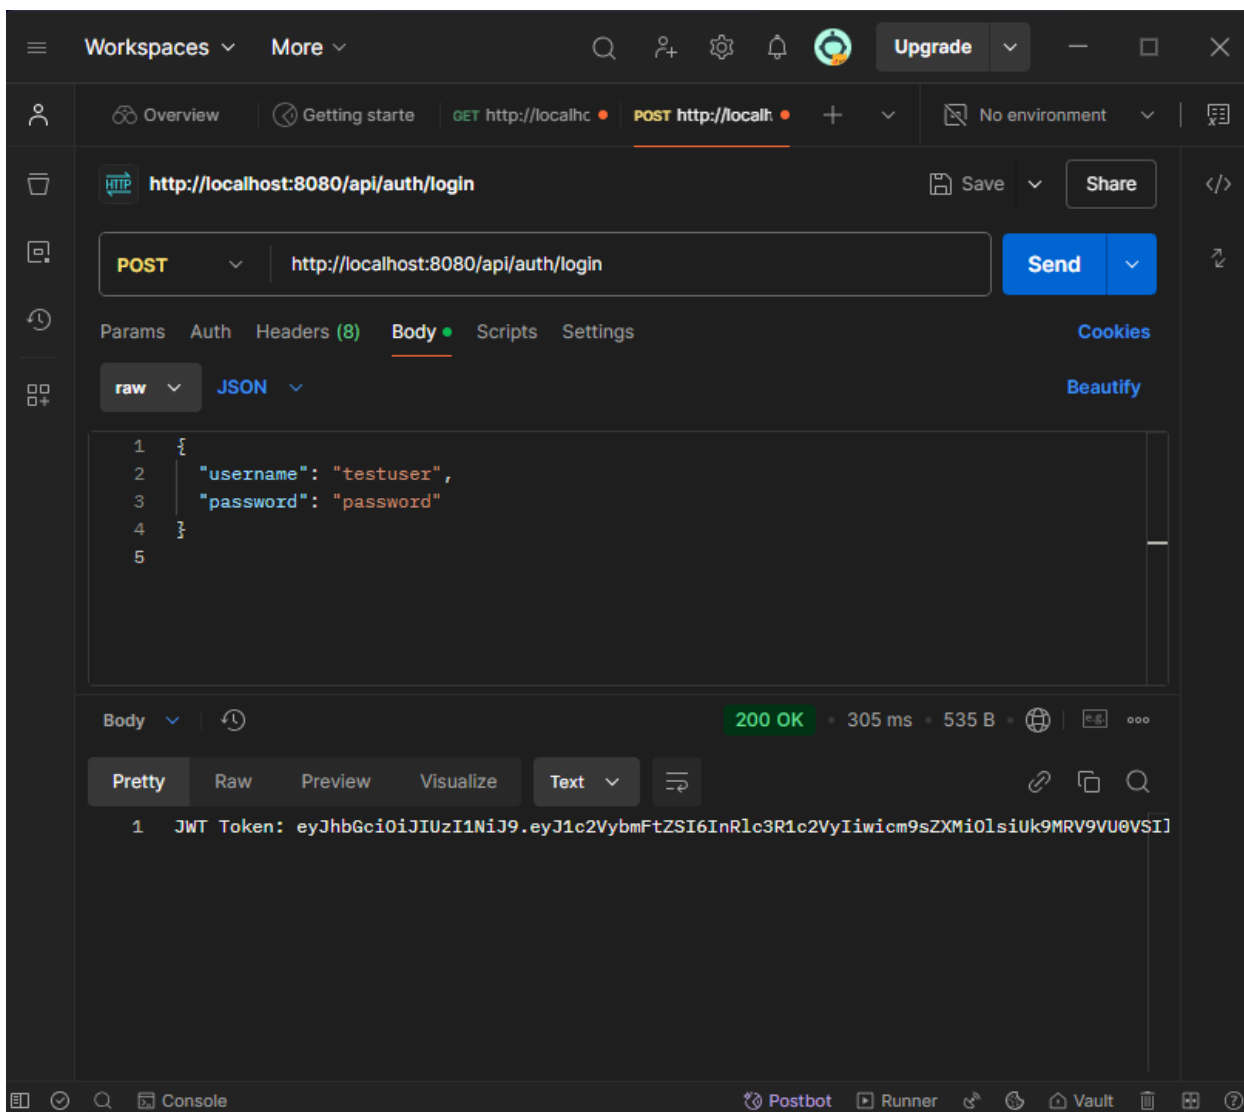 Workspaces More Upgrade
Overview Getting starte GET http://localhc POST http://localh No environment
HTTP http://localhost:8080/api/auth/login Save Share
POST http://localhost:8080/api/auth/login Send
Params Auth Headers (8) Body Scripts Settings Cookies
raw JSON Beautify
1 {
2 "username": "testuser",
3 "password": "password"
4 }
5
Body 200 OK 305 ms 535 B e.g.
Pretty Raw Preview Visualize Text
1 JWT Token: eyJhbGciOiJIUzI1NiJ9.eyJ1c2VybmFtZSI6InRlc3R1c2VyIiwicm9sZXMiOlsiUk9MRV9VU0VSIl
Console Postbot Runner Vault